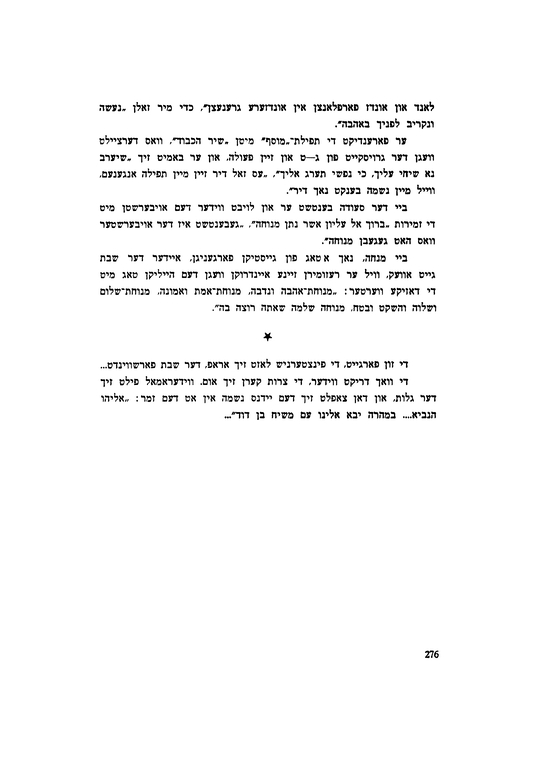 לאנד און אונדז פארפלאנצן אין אונדזערע גרענעצן", כדי מיר זאלן „נעשה
ונקריב לפניך באהבה".
ער פארענדיקט די תפילת־„מוסף" מיטן „שיר הכבוד", וואס דערציילט
וועגן דער גרויסקייט פון ג—ט און זיין פעולה, און ער באמיט זיך „שיערב
נא שיחי עליך, כי נפשי תערג אליך", „עס זאל דיר זיין מיין תפילה אנגענעם,
ווייל מיין נשמה בענקט נאך דיר".
ביי דער סעודה בענטשט ער און לויבט ווידער דעם אויבערשטן מיט
די זמירות „ברוך אל עליון אשר נתן מנוחה", „געבענטשט איז דער אויבערשטער
וואס האט געגעבן מנוחה".
ביי מנחה, נאך א טאג פון גייסטיקן פארגעניגן, איידער דער שבת
גייט אוועק, וויל ער רעזומירן זיינע איינדרוקן וועגן דעם הייליקן טאג מיט
די דאזיקע ווערטער: „מנוחת־אהבה ונדבה, מנוחת־אמת ואמונה, מנוחת־שלום
ושלוה והשקט ובטח, מנוחה שלמה שאתה רוצה בה".
★
די זון פארגייט, די פינצטערניש לאזט זיך אראפ, דער שבת פארשווינדט...
די וואך דריקט ווידער, די צרות קערן זיך אום. ווידעראמאל פילט זיך
דער גלות, און דאן צאפלט זיך דעם יידנס נשמה אין אט דעם זמר: „אליהו
הנביא.... במהרה יבא אלינו עם משיח בן דוד"...
276